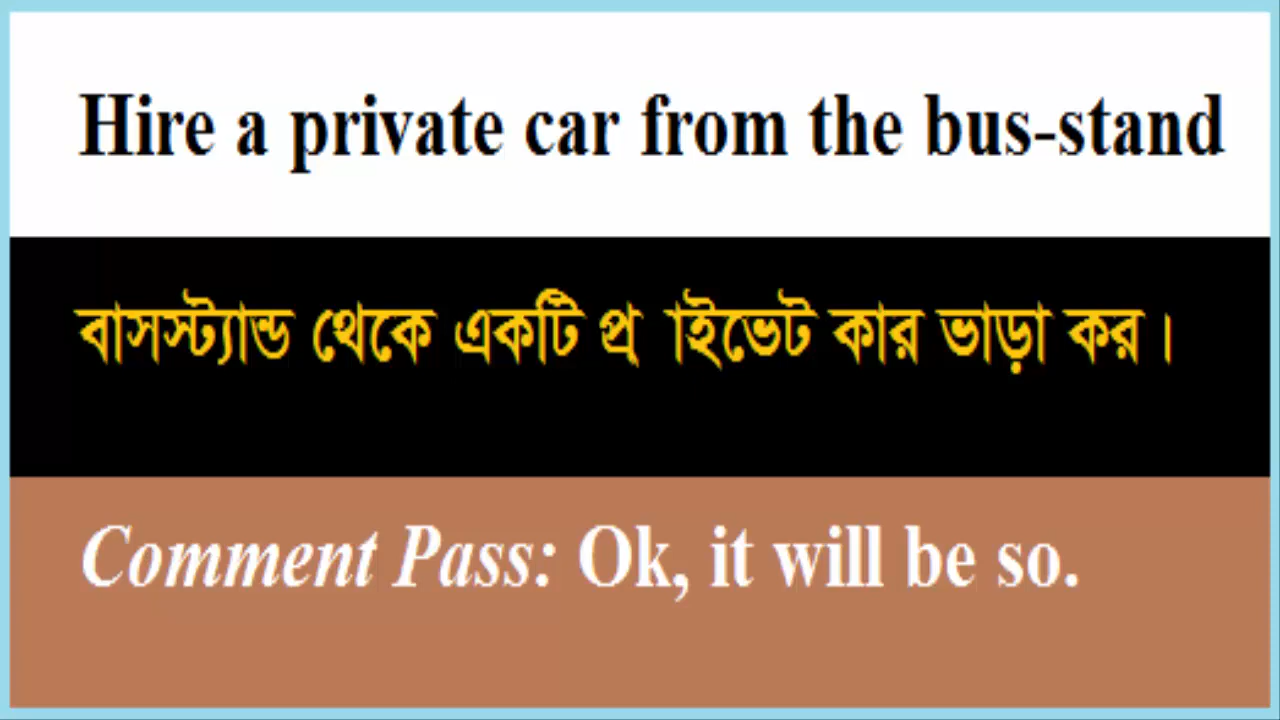 Hire a private car from the bus-stand
বাসস্ট্যান্ড থেকে একটি প্র াইভেট কার ভাড়া কর।
Comment Pass: Ok, it will be so.